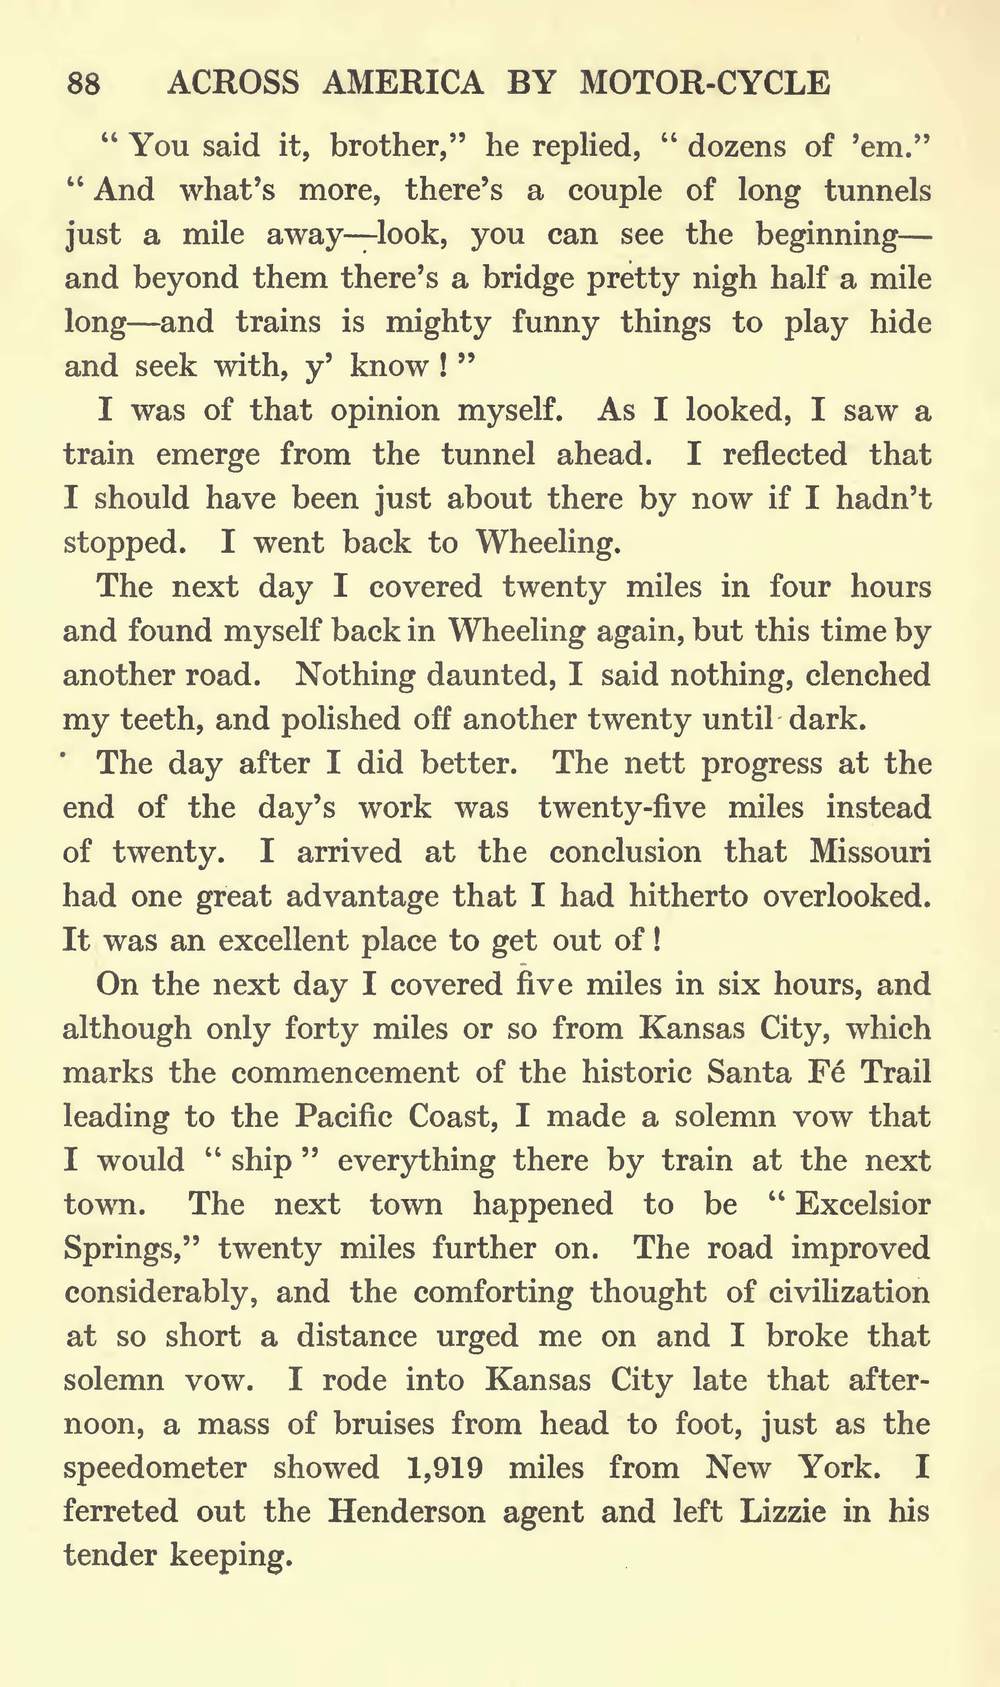 88 ACROSS AMERICA BY MOTOR-CYCLE
“ You said it, brother,” he replied, “ dozens of ’em.”
“ And what’s more, there’s a couple of long tunnels
just a mile away—look, you can see the beginning—
and beyond them there’s a bridge pretty nigh half a mile
long—and trains is mighty funny things to play hide
and seek with, y’ know ! ”
I was of that opinion myself. As I looked, I saw a
train emerge from the tunnel ahead. I reflected that
I should have been just about there by now if I hadn’t
stopped. I went back to Wheeling.
The next day I covered twenty miles in four hours
and found myself back in Wheeling again, but this time by
another road. Nothing daunted, I said nothing, clenched
my teeth, and polished off another twenty until dark.
The day after I did better. The nett progress at the
end of the day’s work was twenty-five miles instead
of twenty. I arrived at the conclusion that Missouri
had one great advantage that I had hitherto overlooked.
It was an excellent place to get out of !
On the next day I covered five miles in six hours, and
although only forty miles or so from Kansas City, which
marks the commencement of the historic Santa Fé Trail
leading to the Pacific Coast, I made a solemn vow that
I would “ ship ” everything there by train at the next
town. The next town happened to be “ Excelsior
Springs,” twenty miles further on. The road improved
considerably, and the comforting thought of civilization
at so short a distance urged me on and I broke that
solemn vow. I rode into Kansas City late that after-
noon, a mass of bruises from head to foot, just as the
speedometer showed 1,919 miles from New York. I
ferreted out the Henderson agent and left Lizzie in his
tender keeping.